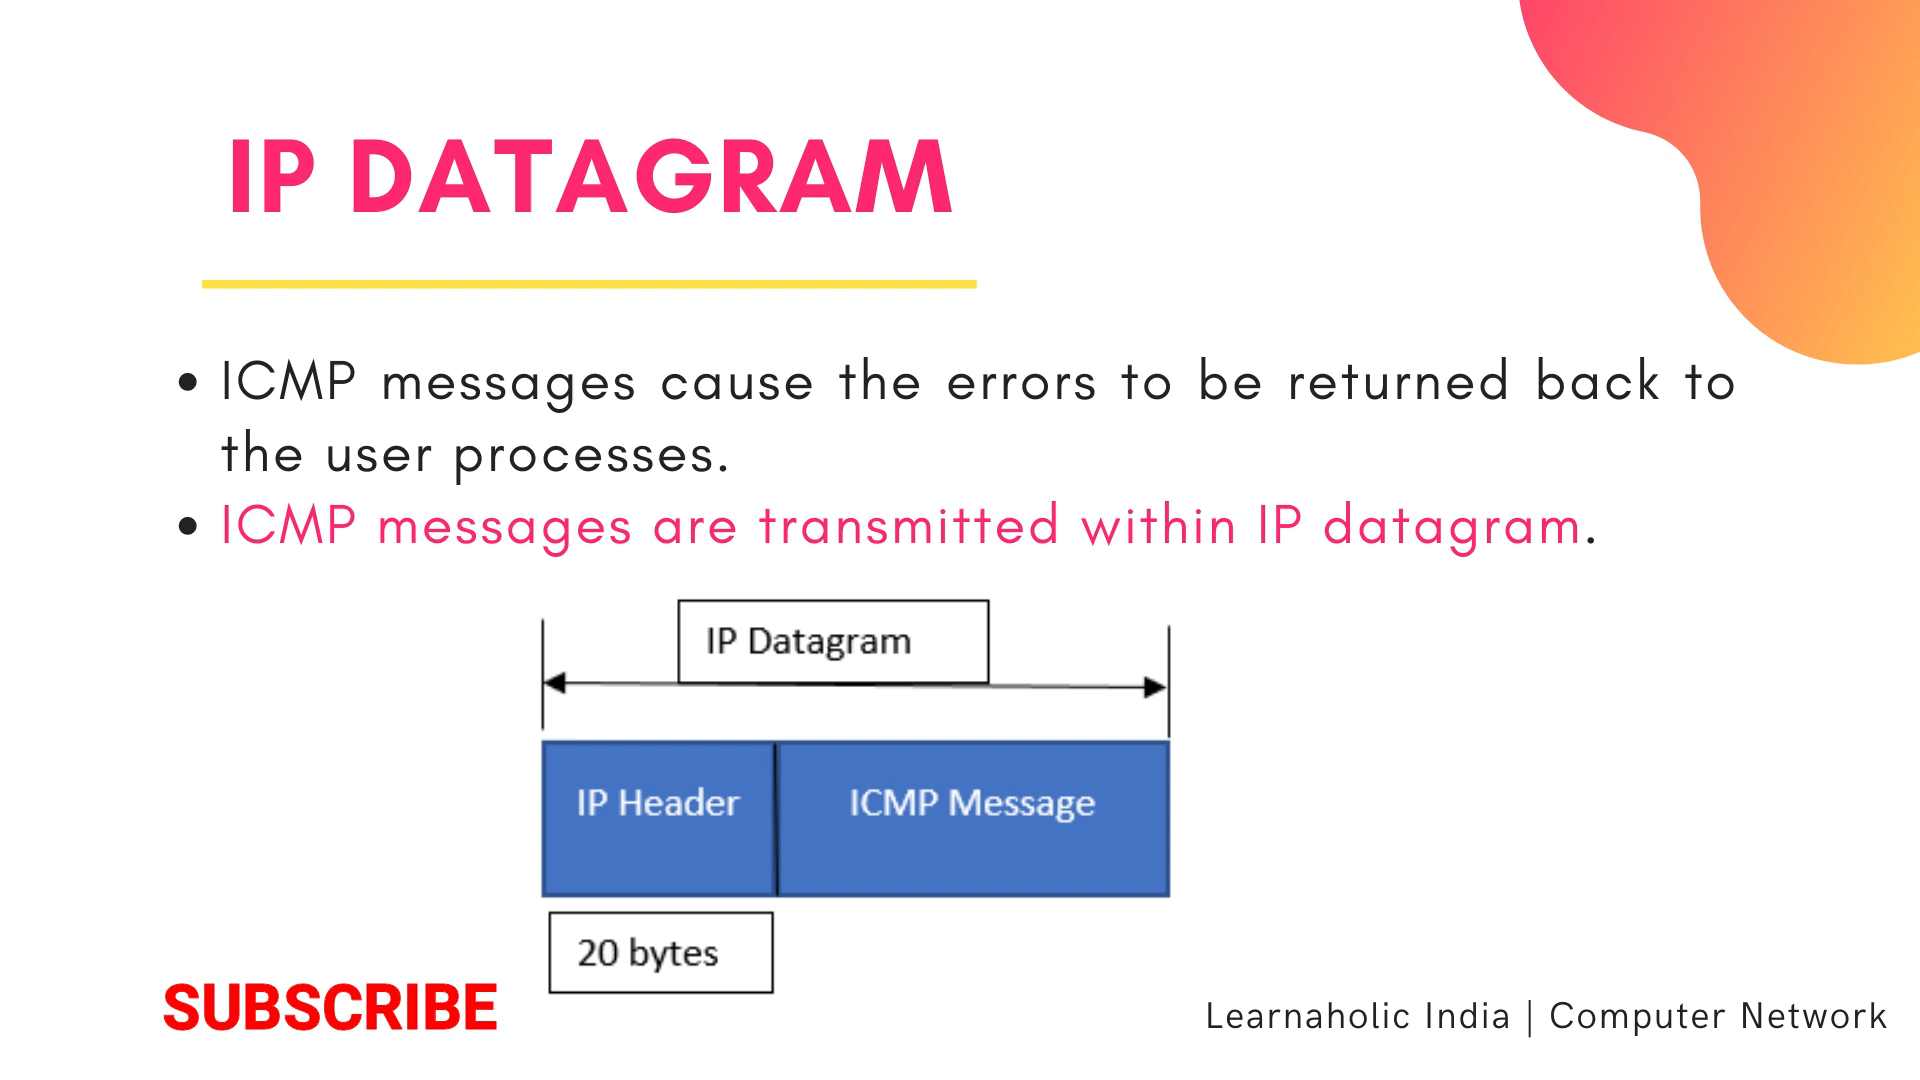 IP DATAGRAM
• ICMP messages cause the errors to be returned back to
the user processes.
• ICMP messages are transmitted within IP datagram.
IP Datagram
IP Header ICMP Message
20 bytes
SUBSCRIBE
Learnaholic India | Computer Network